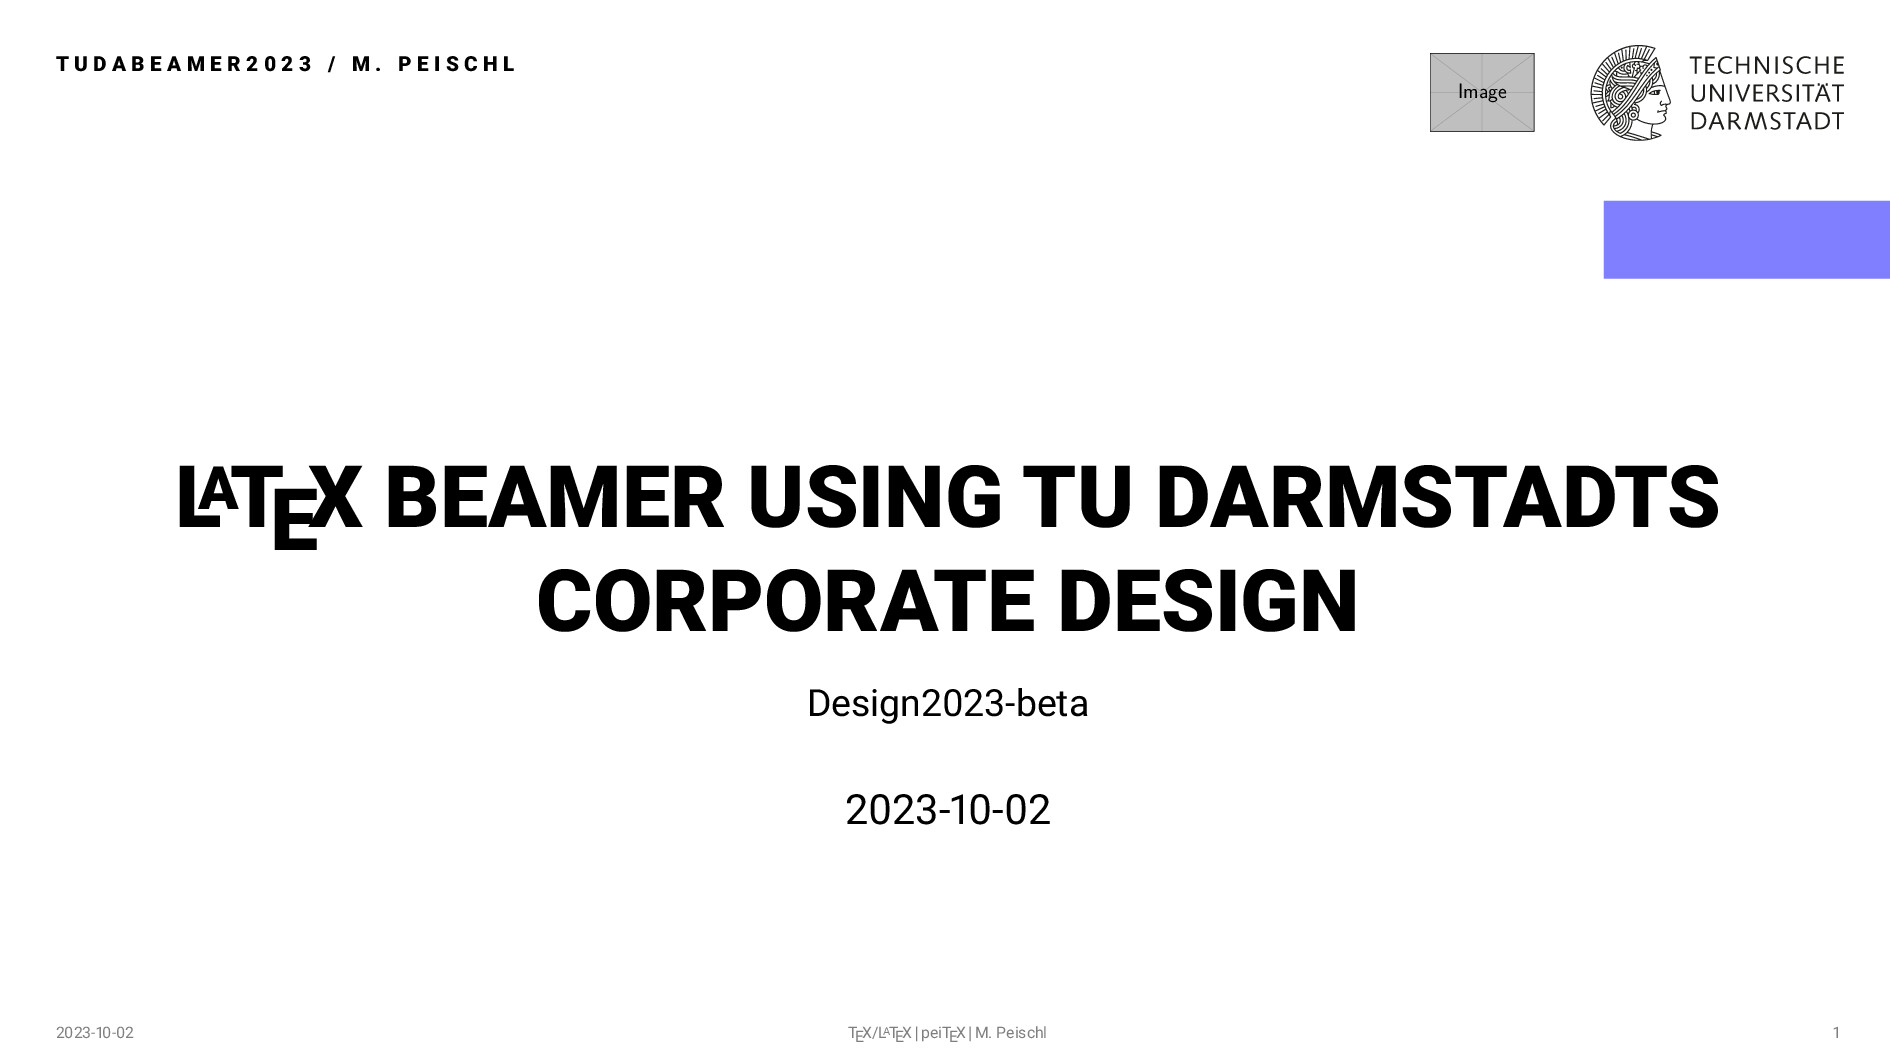 TUDABEAMER2023 / M. PEISCHL
Image
TECHNISCHE
UNIVERSITÄT
DARMSTADT
LATEX BEAMER USING TU DARMSTADTS
CORPORATE DESIGN
Design2023-beta
2023-10-02
2023-10-02
TEX/LATEX | peiTEX | M. Peischl
1